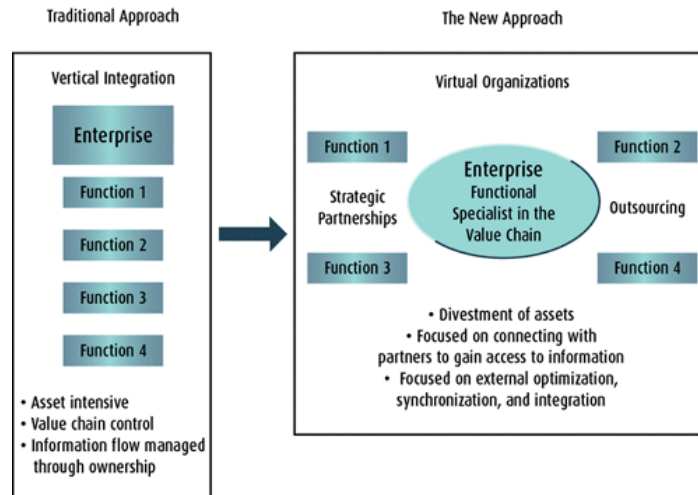 Traditional Approach
Vertical Integration
Enterprise
Function 1
Function 2
Function 3
Function 4
• Asset intensive
• Value chain control
• Information flow managed
through ownership
The New Approach
Virtual Organizations
Function 1
Function 2
Enterprise
Functional
Specialist in the
Value Chain
Strategic
Partnerships
Outsourcing
Function 3
Function 4
• Divestment of assets
• Focused on connecting with
partners to gain access to information
• Focused on external optimization,
synchronization, and integration